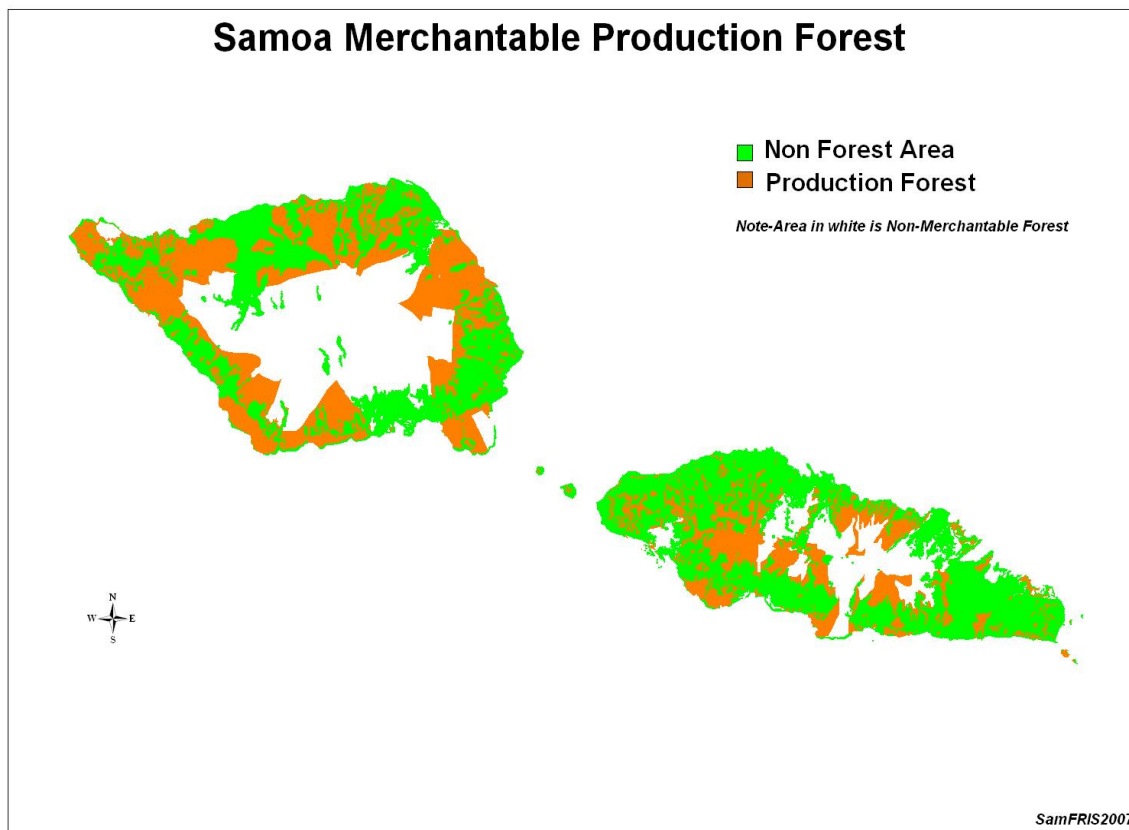 Samoa Merchantable Production Forest
Non Forest Area
Production Forest
Note-Area in white is Non-Merchantable Forest
N
W E
S
SamFRIS2007